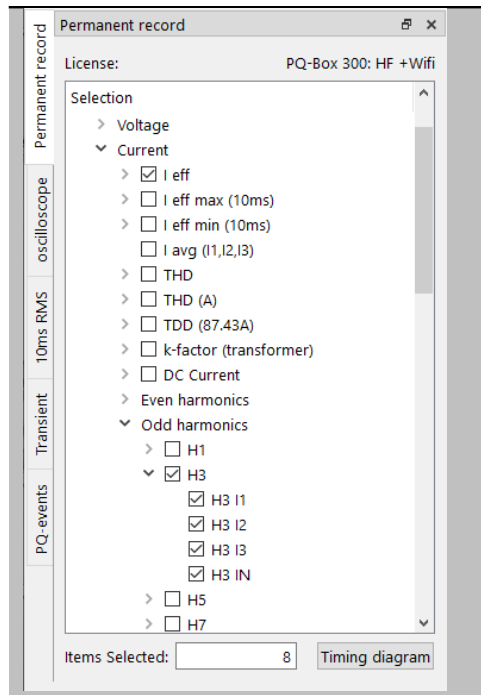 Permanent record
License: PQ-Box 300: HF +Wifi
Selection
Voltage
Current
I eff
I eff max (10ms)
I eff min (10ms)
I avg (I1,I2,I3)
THD
THD (A)
TDD (87.43A)
k-factor (transformer)
DC Current
Even harmonics
Odd harmonics
H1
H3
H3 I1
H3 I2
H3 I3
H3 IN
H5
H7
Items Selected: 8 Timing diagram
Permanent record
oscilloscope
10ms RMS
Transient
PQ-events